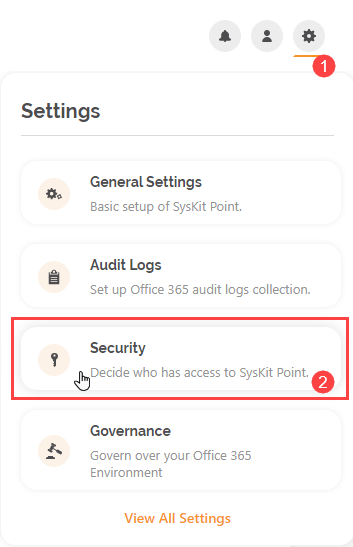 1
Settings
General Settings
Basic setup of SysKit Point.
Audit Logs
Set up Office 365 audit logs collection.
Security
Decide who has access to SysKit Point.
2
Governance
Govern over your Office 365
Environment
View All Settings